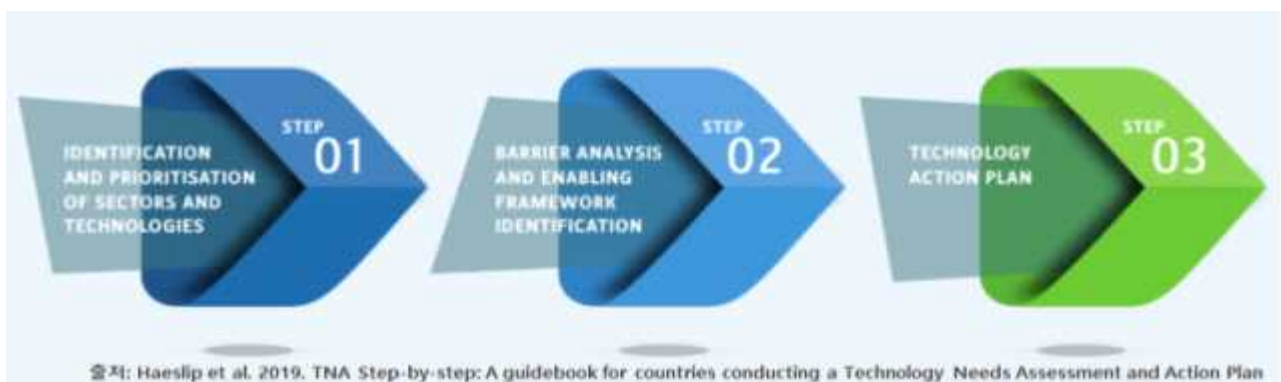 STEP
01
IDENTIFICATION
AND PRIORITISATION
OF SECTORS AND
TECHNOLOGIES
STEP
02
BARRIER ANALYSIS
AND ENABLING
FRAMEWORK
IDENTIFICATION
STEP
03
TECHNOLOGY
ACTION PLAN
출처: Haeslip et al. 2019. TNA Step-by-step: A guidebook for countries conducting a Technology Needs Assessment and Action Plan